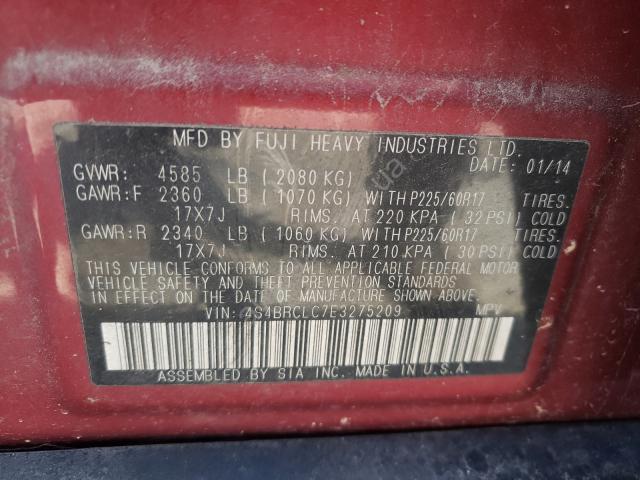 MFD BY FUJI HEAVY INDUSTRIES LTD.
DATE: 01/14
GVWR: 4585 LB ( 2080 KG)
GAWR:F 2360 LB ( 1070 KG) WITH P225/60R17 TIRES.
17X7J RIMS. AT 220 KPA ( 32 PSI) COLD
GAWR:R 2340 LB ( 1060 KG) WITH P225/60R17 TIRES.
17X7J RIMS. AT 210 KPA ( 30 PSI) COLD
THIS VEHICLE CONFORMS TO ALL APPLICABLE FEDERAL MOTOR
VEHICLE SAFETY AND THEFT PREVENTION STANDARDS
IN EFFECT ON THE DATE OF MANUFACTURE SHOWN ABOVE.
VIN: 4S4BRCLC7E3275209 MPV
ASSEMBLED BY SIA INC. MADE IN U.S.A.